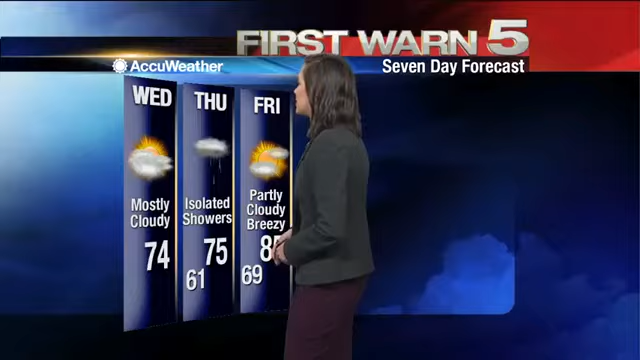 FIRST WARN 5
AccuWeather
Seven Day Forecast
WED
Mostly
Cloudy
74
THU
Isolated
Showers
75
61
FRI
Partly
Cloudy
Breezy
69